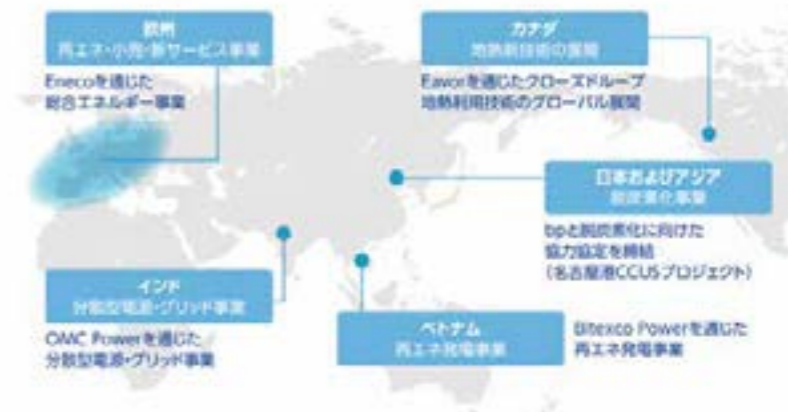 欧州
再エネ・小売・新サービス事業
Enecoを通じた
総合エネルギー事業
カナダ
地熱新技術の展開
Eavorを通じたクローズドループ
地熱利用技術のグローバル展開
日本およびアジア
脱炭素化事業
bpと脱炭素化に向けた
協力協定を締結
(名古屋港CCUSプロジェクト)
インド
分散型電源・グリッド事業
OMC Powerを通じた
分散型電源・グリッド事業
ベトナム
再エネ発電事業
Bitexco Powerを通じた
再エネ発電事業